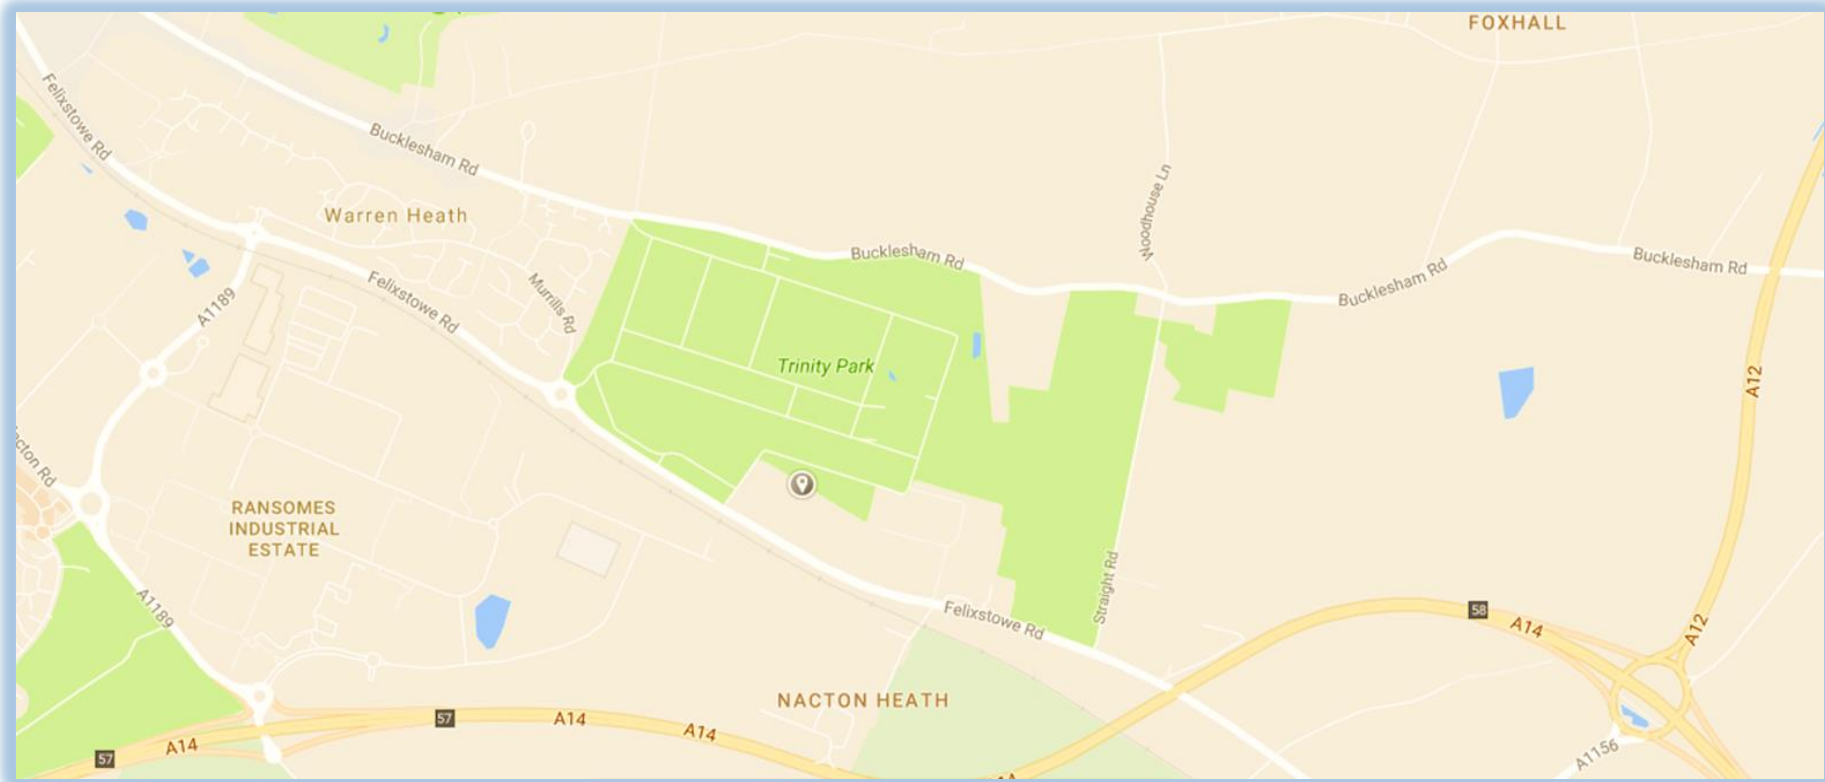 FOXHALL
Felixstowe Rd
Bucklesham Rd
Woodhouse Ln
Warren Heath
Bucklesham Rd
Bucklesham Rd
Bucklesham Rd
A1189
Felixstowe Rd
Murrills Rd
Trinity Park
A12
RANSOMES
INDUSTRIAL
ESTATE
A1189
Straight Rd
Felixstowe Rd
58
A14
A12
NACTON HEATH
57
A14
A14
57
A14
A1156